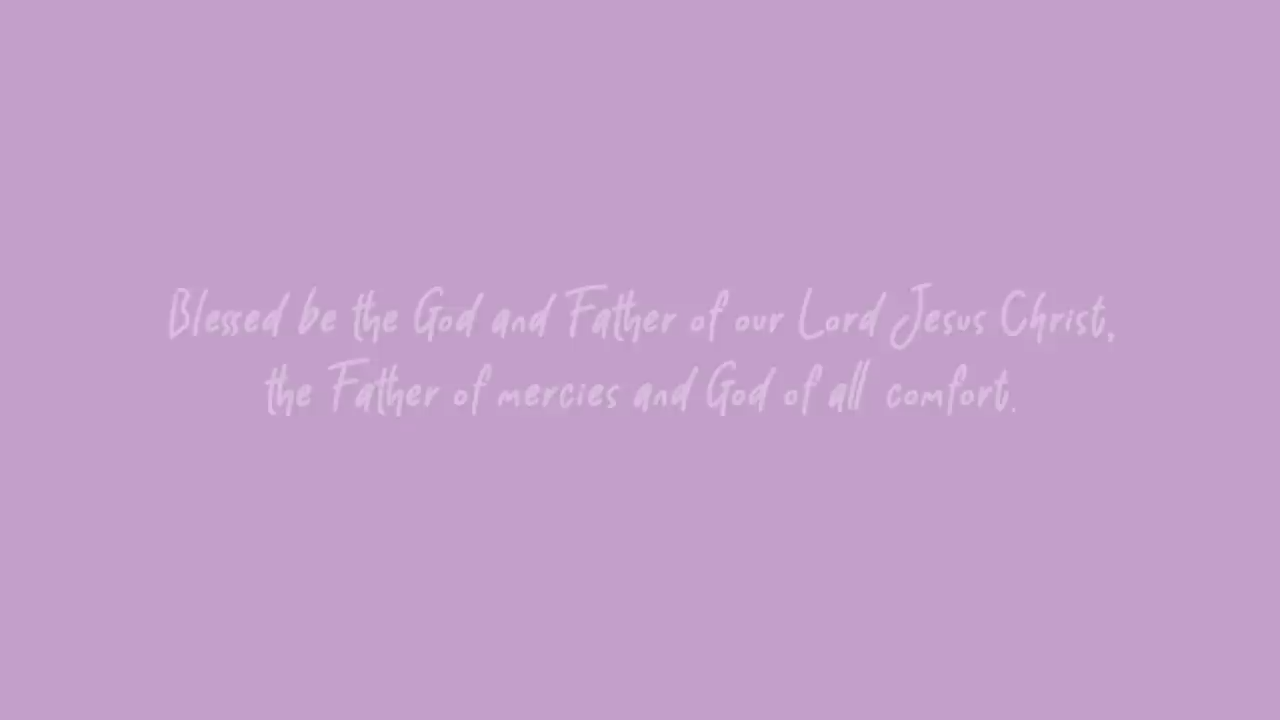 Blessed be the God and Father of our Lord Jesus Christ,
the Father of mercies and God of all comfort.